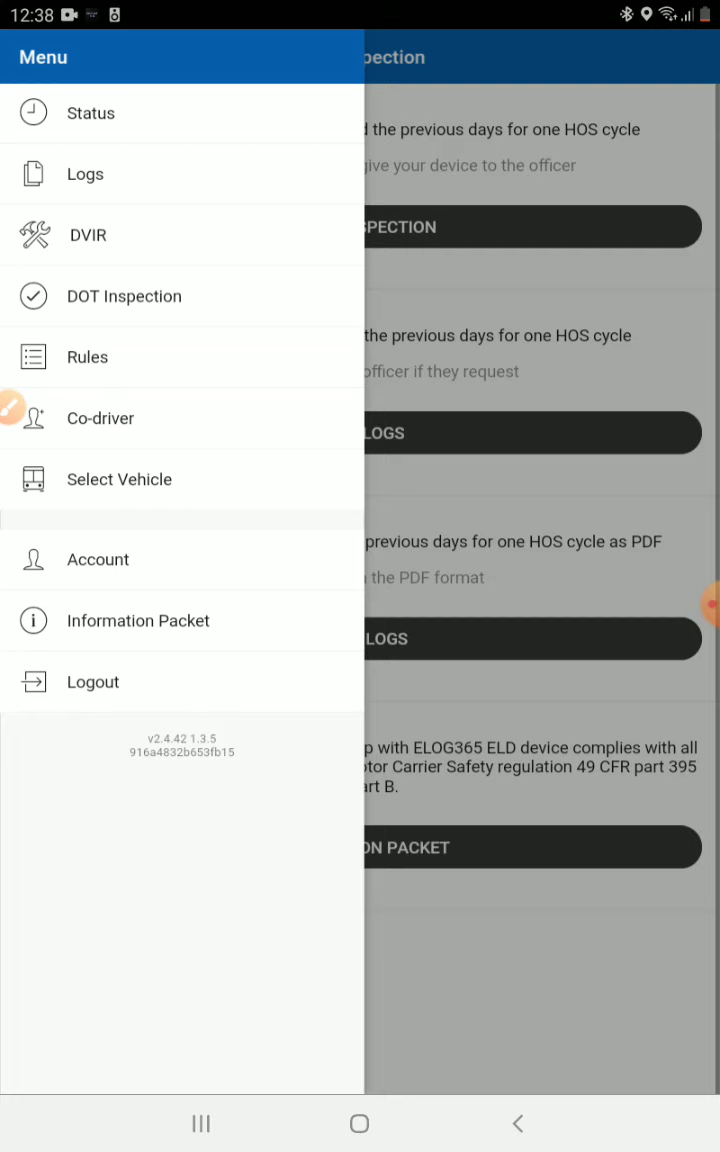 12:38
Menu
pection
Status
d the previous days for one HOS cycle
give your device to the officer
Logs
SPECTION
DVIR
DOT Inspection
the previous days for one HOS cycle
Rules
officer if they request
Co-driver
LOGS
Select Vehicle
previous days for one HOS cycle as PDF
Account
the PDF format
Information Packet
LOGS
Logout
v2.4.42 1.3.5
916a4832b653fb15
p with ELOG365 ELD device complies with all
otor Carrier Safety regulation 49 CFR part 395
art B.
ON PACKET